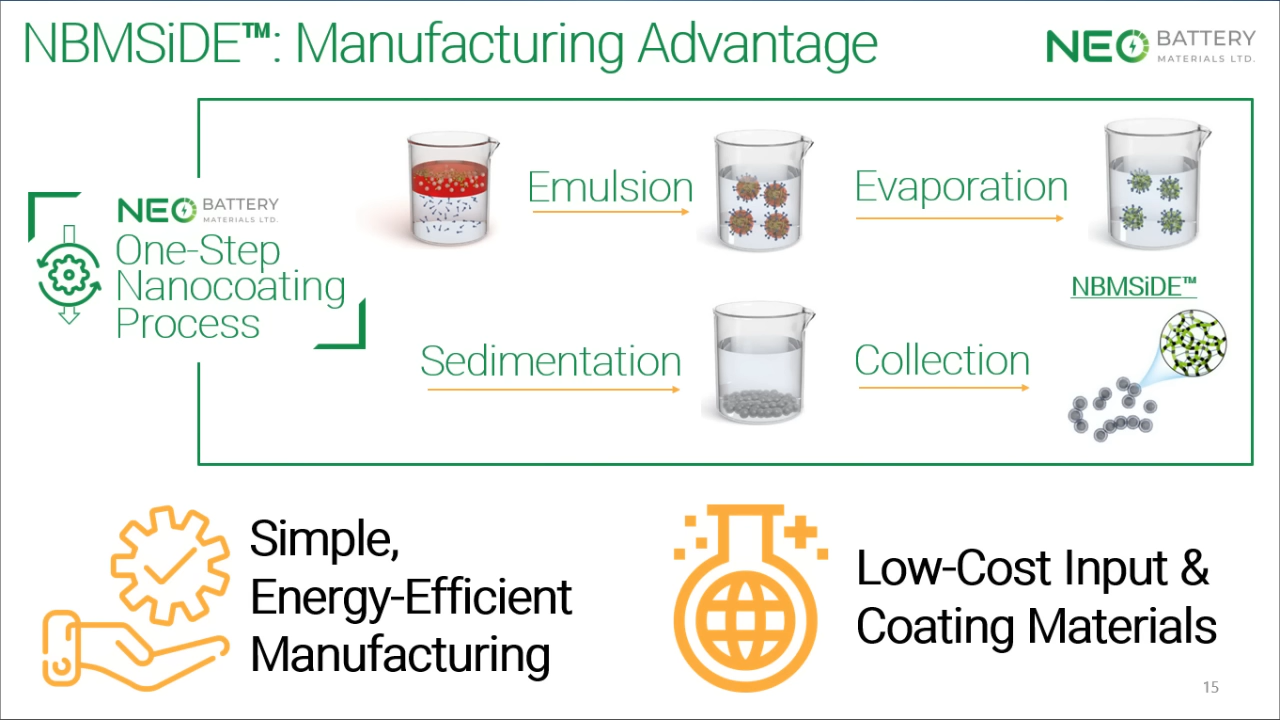 NBMSiDE™: Manufacturing Advantage
NEO BATTERY
MATERIALS LTD.
NEO BATTERY
MATERIALS LTD.
One-Step
Nanocoating
Process
Emulsion
Evaporation
Sedimentation
Collection
NBMSiDE™
Simple,
Energy-Efficient
Manufacturing
Low-Cost Input &
Coating Materials
15